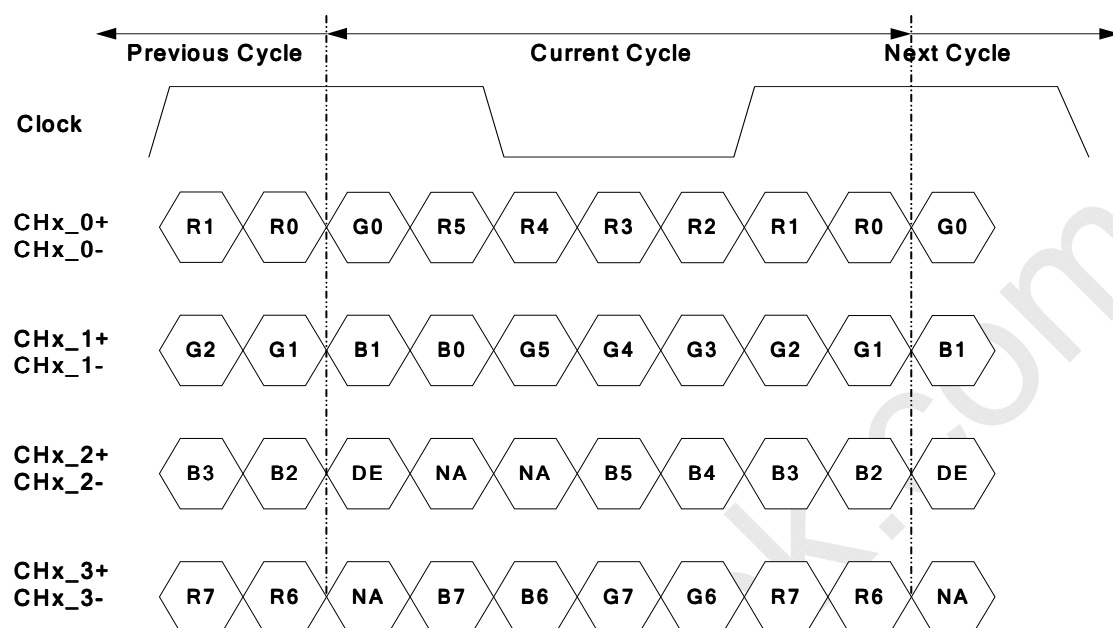 Previous Cycle Current Cycle Next Cycle
Clock
CHx_0+
CHx_0-
R1 R0 G0 R5 R4 R3 R2 R1 R0 G0
CHx_1+
CHx_1-
G2 G1 B1 B0 G5 G4 G3 G2 G1 B1
CHx_2+
CHx_2-
B3 B2 DE NA NA B5 B4 B3 B2 DE
CHx_3+
CHx_3-
R7 R6 NA B7 B6 G7 G6 R7 R6 NA
k.com